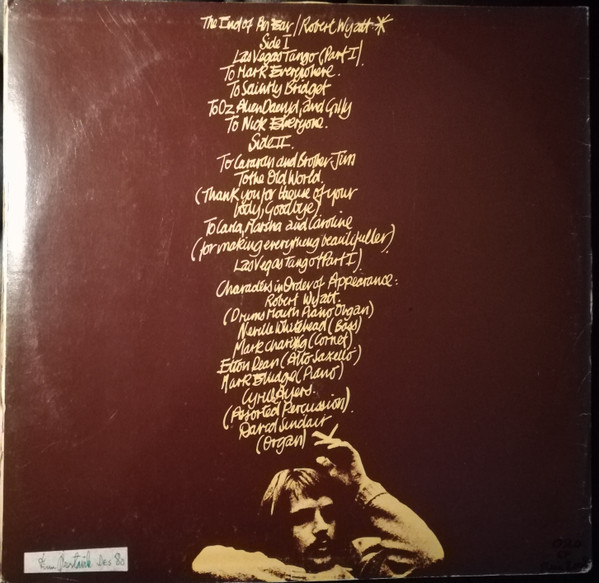 The End of An Ear / Robert Wyatt *
Side I
Las Vegas Tango (Part I).
To Mark Everywhere.
To Saintly Bridget
To Oz Alien Daevyd, and Gilly
To Nick Everyone.
Side II.
To Caravan and Brother Jim
To the Old World.
(Thank you for the use of your
body, Goodbye)
To Carla, Marsha and Caroline
(for making everything beautifuller)
Las Vegas Tango (Part I).
Characters in Order of Appearance:
Robert Wyatt.
(Drums Mouth Piano Organ)
Neville Whitehead (Bass)
Mark Charig (Cornet)
Elton Dean (Alto Saxello)
Mark Ellidge (Piano)
Cyril Ayers.
(Assorted Percussion).
David Sinclair
(Organ)